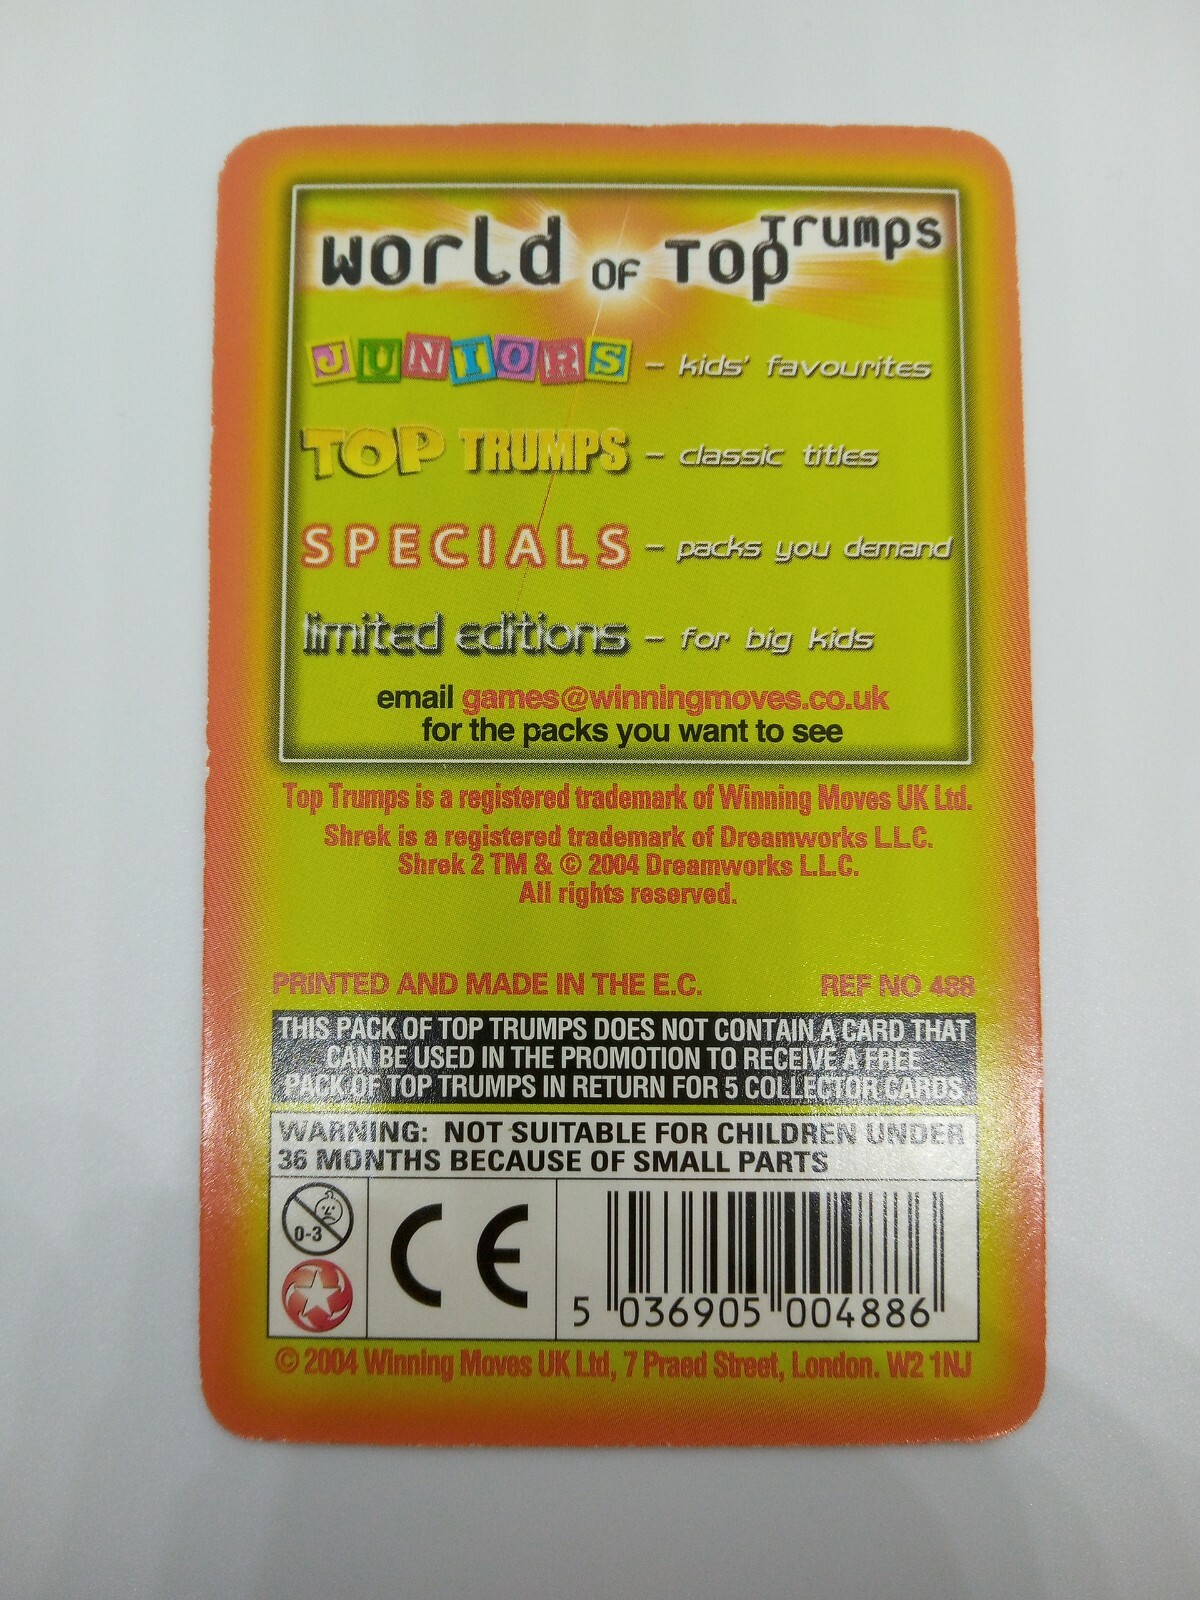 World OF TOP Trumps
JUNIORS – kids' favourites
TOP TRUMPS – classic titles
SPECIALS – packs you demand
limited editions – for big kids
email games@winningmoves.co.uk
for the packs you want to see
Top Trumps is a registered trademark of Winning Moves UK Ltd.
Shrek is a registered trademark of Dreamworks L.L.C.
Shrek 2 TM & © 2004 Dreamworks L.L.C.
All rights reserved.
PRINTED AND MADE IN THE E.C. REF NO 488
THIS PACK OF TOP TRUMPS DOES NOT CONTAIN A CARD THAT
CAN BE USED IN THE PROMOTION TO RECEIVE A FREE
PACK OF TOP TRUMPS IN RETURN FOR 5 COLLECTOR CARDS
WARNING: NOT SUITABLE FOR CHILDREN UNDER
36 MONTHS BECAUSE OF SMALL PARTS
0-3
CE
5 036905 004886
© 2004 Winning Moves UK Ltd, 7 Praed Street, London. W2 1NJ